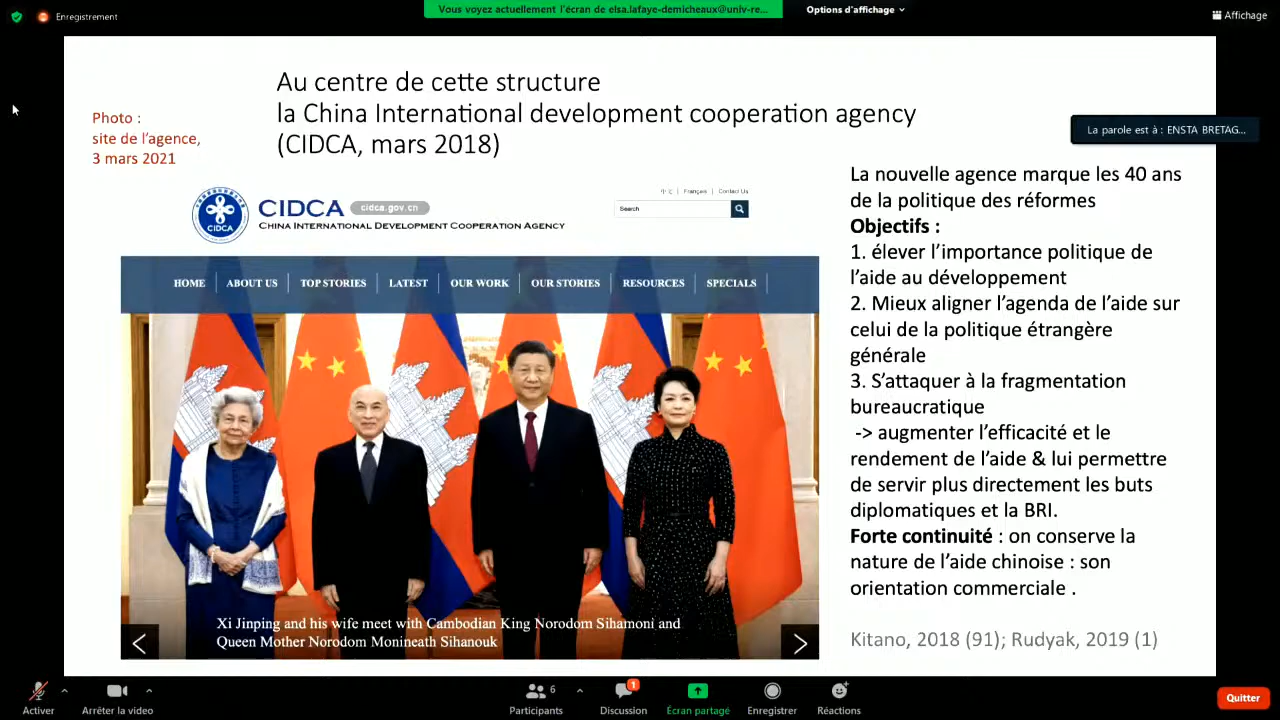 Enregistrement
Vous voyez actuellement l'écran de elsa.lafaye-demicheaux@univ-re...
Options d'affichage
Affichage
Au centre de cette structure
la China International development cooperation agency
(CIDCA, mars 2018)
Photo :
site de l'agence,
3 mars 2021
La parole est à : ENSTA BRETAG...
中文 | Français | Contact Us
CIDCA
CIDCA cidca.gov.cn
CHINA INTERNATIONAL DEVELOPMENT COOPERATION AGENCY
Search
HOME | ABOUT US | TOP STORIES | LATEST | OUR WORK | OUR STORIES | RESOURCES | SPECIALS |
Xi Jinping and his wife meet with Cambodian King Norodom Sihamoni and
Queen Mother Norodom Monineath Sihanouk
La nouvelle agence marque les 40 ans
de la politique des réformes
Objectifs :
1. élever l'importance politique de
l'aide au développement
2. Mieux aligner l'agenda de l'aide sur
celui de la politique étrangère
générale
3. S'attaquer à la fragmentation
bureaucratique
-> augmenter l'efficacité et le
rendement de l'aide & lui permettre
de servir plus directement les buts
diplomatiques et la BRI.
Forte continuité : on conserve la
nature de l'aide chinoise : son
orientation commerciale .
Kitano, 2018 (91); Rudyak, 2019 (1)
Activer
Arrêter la video
6
Participants
1
Discussion
Écran partagé
Enregistrer
Réactions
Quitter